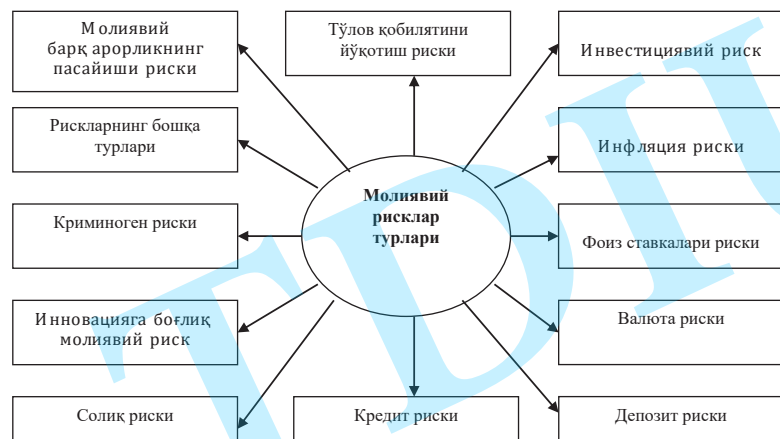 Молиявий
барқ арорликнинг
пасайиши риски
Тўлов қобилятини
йўқотиш риски
Инвестициявий риск
Рискларнинг бошқа
турлари
Инфляция риски
Молиявий
рисклар
турлари
Криминоген риски
Фоиз ставкалари риски
Инновацияга боғлиқ
молиявий риск
Валюта риски
Солиқ риски
Кредит риски
Депозит риски
TDIU